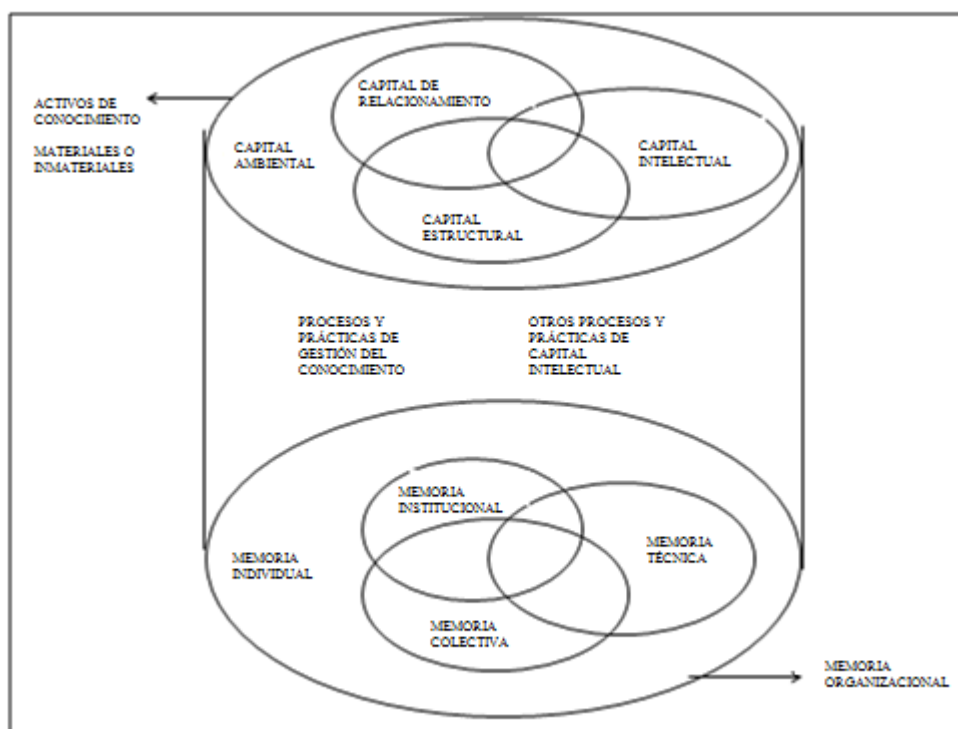 ACTIVOS DE
CONOCIMIENTO
MATERIALES O
INMATERIALES
CAPITAL DE
RELACIONAMIENTO
CAPITAL
AMBIENTAL
CAPITAL
INTELECTUAL
CAPITAL
ESTRUCTURAL
PROCESOS Y
PRÁCTICAS DE
GESTIÓN DEL
CONOCIMIENTO
OTROS PROCESOS Y
PRÁCTICAS DE
CAPITAL
INTELECTUAL
MEMORIA
INSTITUCIONAL
MEMORIA
INDIVIDUAL
MEMORIA
TÉCNICA
MEMORIA
COLECTIVA
MEMORIA
ORGANIZACIONAL